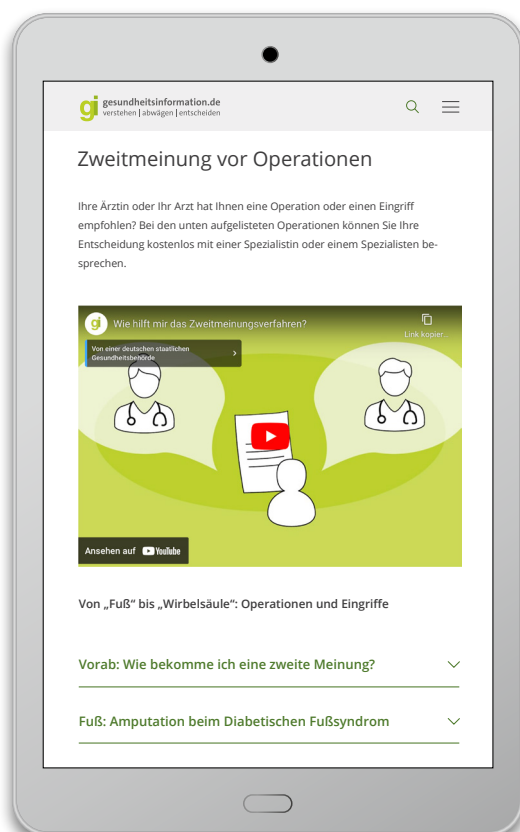 gi gesundheitsinformation.de
verstehen | abwägen | entscheiden
Zweitmeinung vor Operationen
Ihre Ärztin oder Ihr Arzt hat Ihnen eine Operation oder einen Eingriff
empfohlen? Bei den unten aufgelisteten Operationen können Sie Ihre
Entscheidung kostenlos mit einer Spezialistin oder einem Spezialisten be-
sprechen.
gi Wie hilft mir das Zweitmeinungsverfahren?
Link kopier...
Von einer deutschen staatlichen
Gesundheitsbehörde
Ansehen auf YouTube
Von „Fuß“ bis „Wirbelsäule“: Operationen und Eingriffe
Vorab: Wie bekomme ich eine zweite Meinung?
Fuß: Amputation beim Diabetischen Fußsyndrom